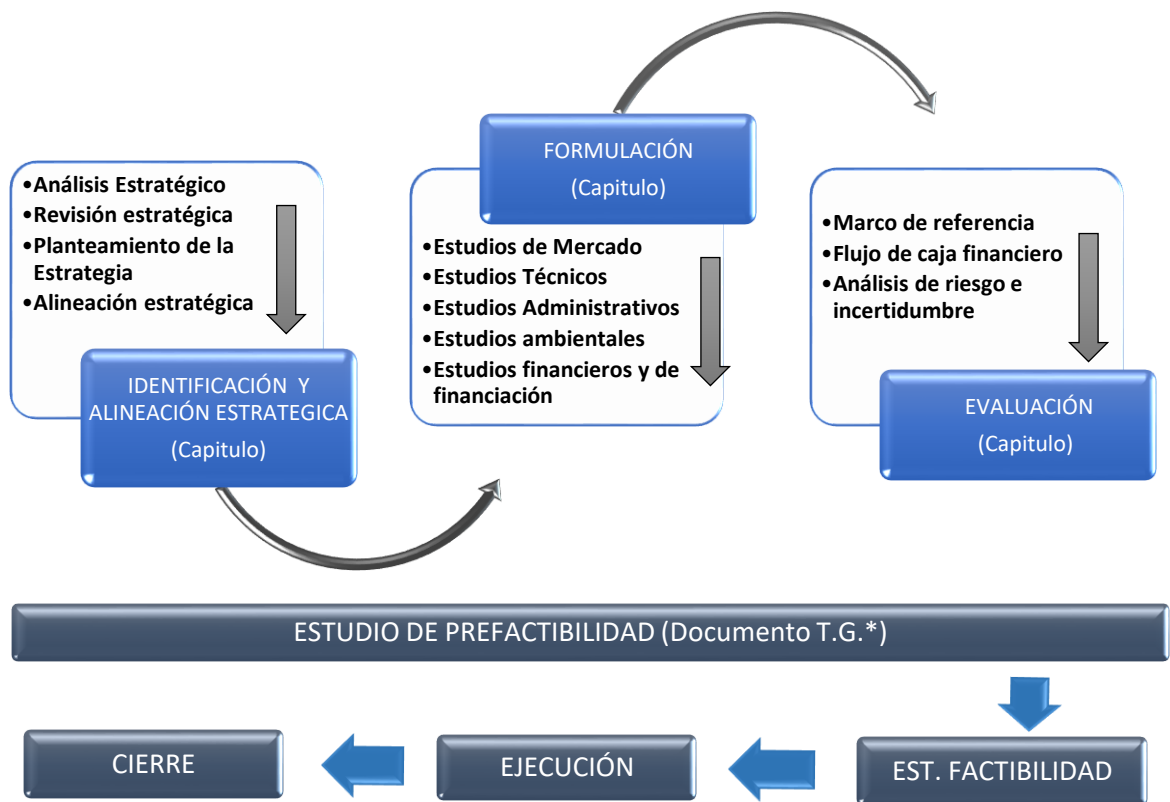 •Análisis Estratégico
•Revisión estratégica
•Planteamiento de la
Estrategia
•Alineación estratégica
IDENTIFICACIÓN Y
ALINEACIÓN ESTRATEGICA
(Capitulo)
FORMULACIÓN
(Capitulo)
•Estudios de Mercado
•Estudios Técnicos
•Estudios Administrativos
•Estudios ambientales
•Estudios financieros y de
financiación
•Marco de referencia
•Flujo de caja financiero
•Análisis de riesgo e
incertidumbre
EVALUACIÓN
(Capitulo)
ESTUDIO DE PREFACTIBILIDAD (Documento T.G.*)
CIERRE
EJECUCIÓN
EST. FACTIBILIDAD